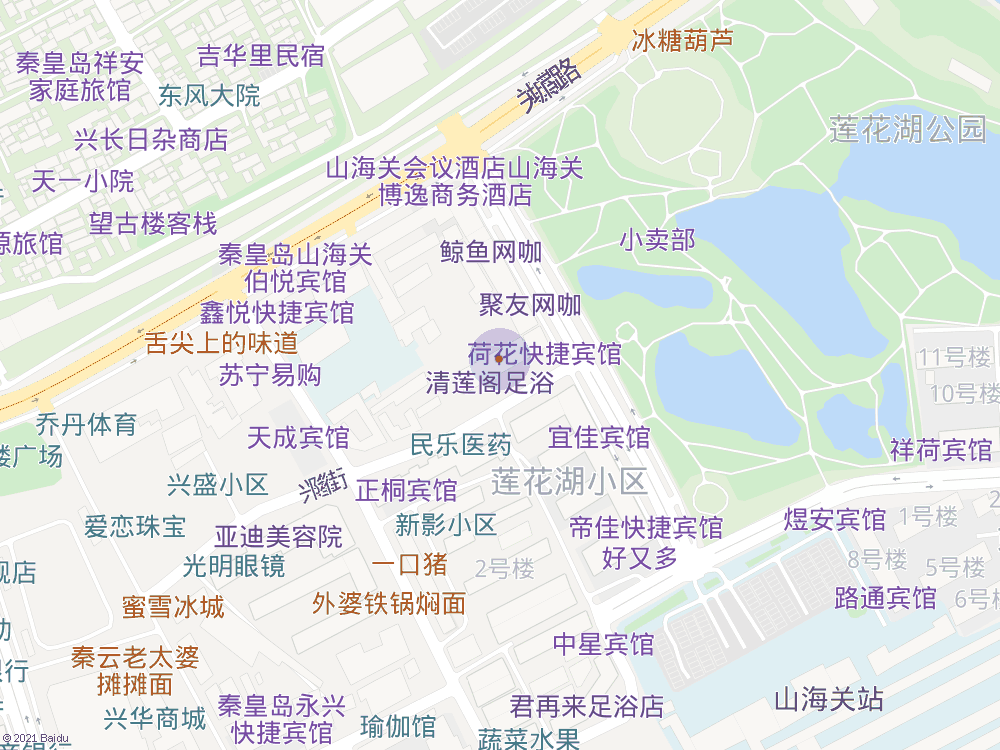 冰糖葫芦
吉华里民宿
秦皇岛祥安
家庭旅馆
东风大院
关城南路
莲花湖公园
兴长日杂商店
山海关会议酒店山海关
博逸商务酒店
天一小院
望古楼客栈
源旅馆
小卖部
鲸鱼网咖
秦皇岛山海关
伯悦宾馆
聚友网咖
鑫悦快捷宾馆
舌尖上的味道
荷花快捷宾馆
11号楼
苏宁易购
清莲阁足浴
10号楼
乔丹体育
天成宾馆
民乐医药
宜佳宾馆
祥荷宾馆
楼广场
兴盛小区
正桐宾馆
莲花湖小区
爱恋珠宝
亚迪美容院
新影小区
帝佳快捷宾馆
好又多
煜安宾馆
1号楼
2
光明眼镜
一口猪
2号楼
8号楼
5号楼
舰店
蜜雪冰城
外婆铁锅焖面
路通宾馆
6号楼
中星宾馆
秦云老太婆
摊摊面
银行
兴华商城
秦皇岛永兴
快捷宾馆
瑜伽馆
君再来足浴店
山海关站
蔬菜水果
商银行
© 2021 Baidu